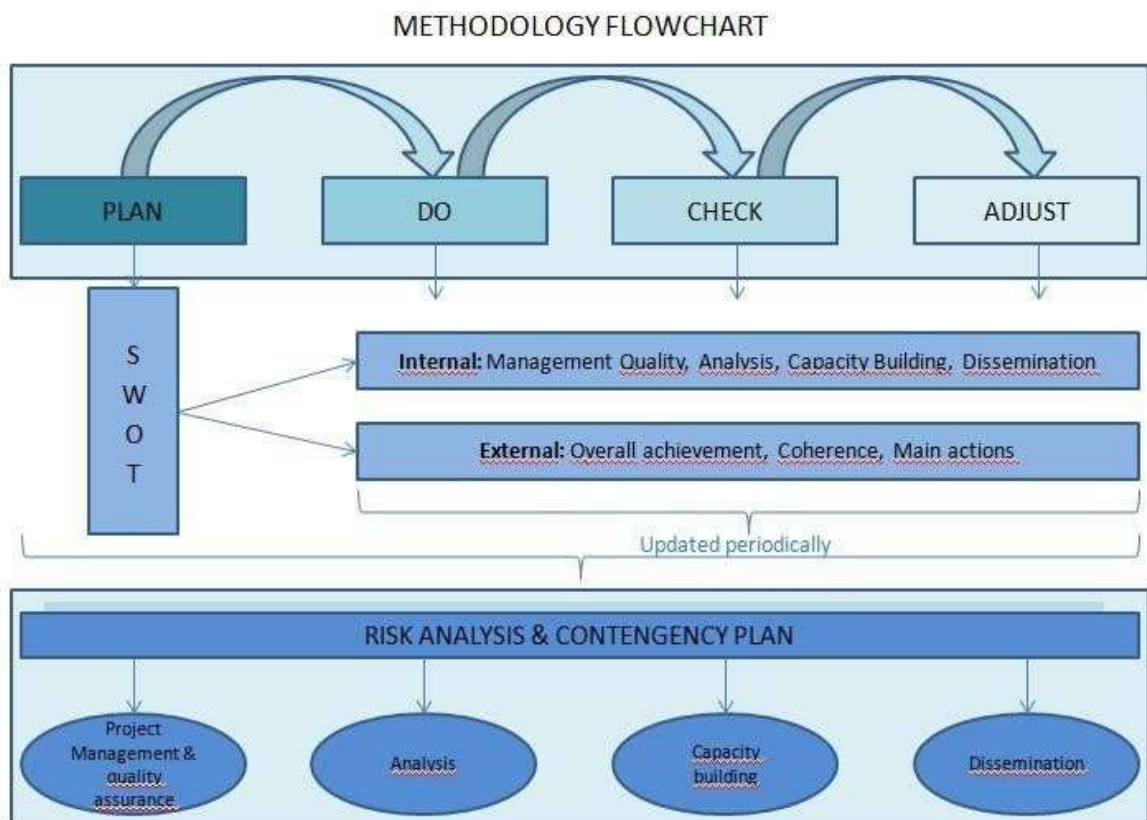 METHODOLOGY FLOWCHART
PLAN
DO
CHECK
ADJUST
S
W
O
T
Internal: Management Quality, Analysis, Capacity Building, Dissemination
External: Overall achievement, Coherence, Main actions
Updated periodically
RISK ANALYSIS & CONTENGENCY PLAN
Project
Management &
quality
assurance
Analysis
Capacity
building
Dissemination